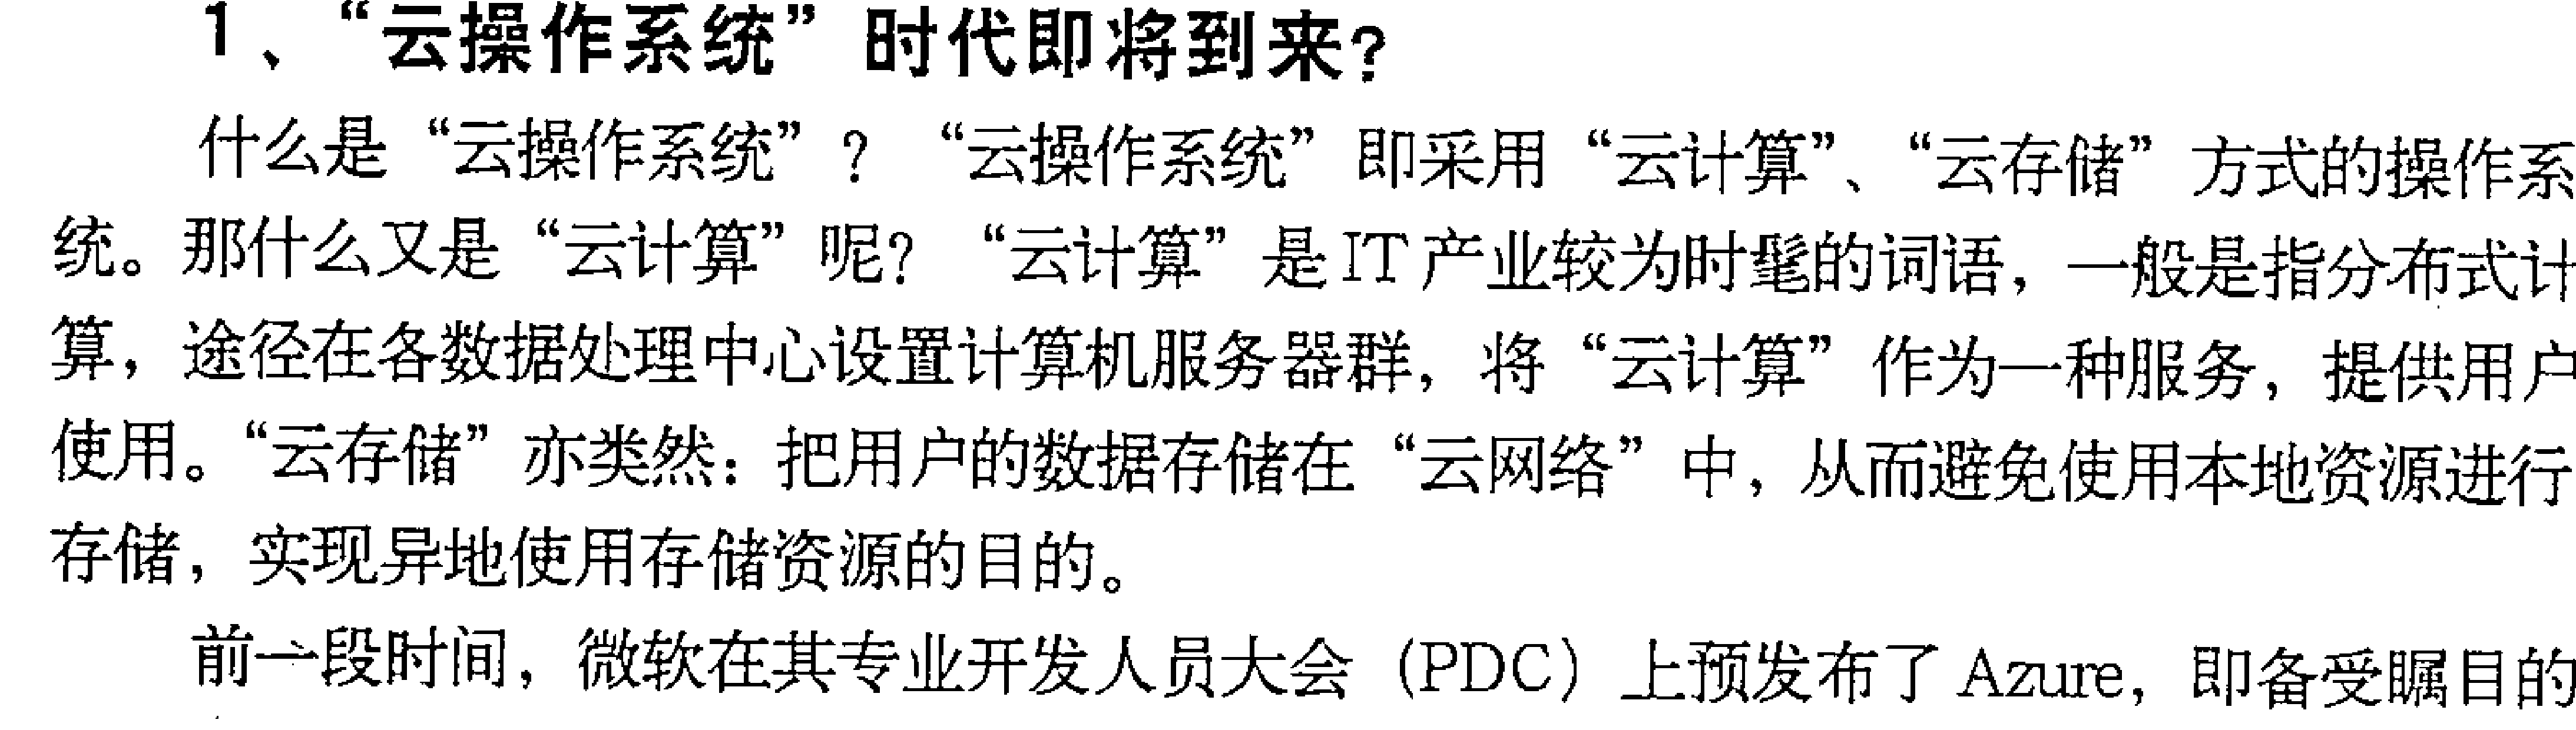 1、“云操作系统”时代即将到来?
什么是“云操作系统”?“云操作系统”即采用“云计算”、“云存储”方式的操作系
统。那什么又是“云计算”呢?“云计算”是IT产业较为时髦的词语，一般是指分布式计
算，途径在各数据处理中心设置计算机服务器群，将“云计算”作为一种服务，提供用户
使用。“云存储”亦类然：把用户的数据存储在“云网络”中，从而避免使用本地资源进行
存储，实现异地使用存储资源的目的。
前一段时间，微软在其专业开发人员大会（PDC）上预发布了Azure，即备受瞩目的